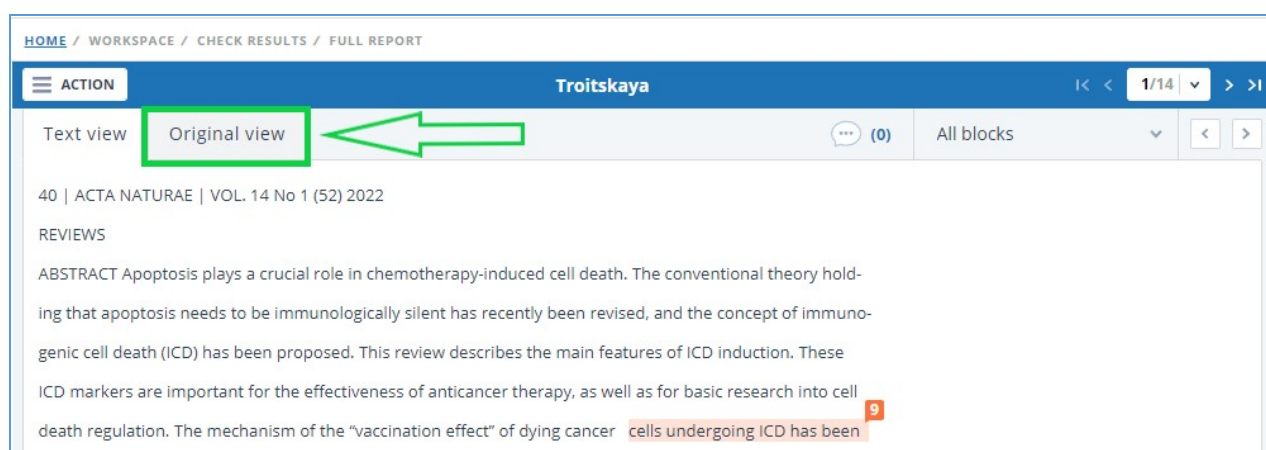 HOME / WORKSPACE / CHECK RESULTS / FULL REPORT
ACTION Troitskaya 1/14
Text view Original view (0) All blocks
40 | ACTA NATURAE | VOL. 14 No 1 (52) 2022
REVIEWS
ABSTRACT Apoptosis plays a crucial role in chemotherapy-induced cell death. The conventional theory hold-
ing that apoptosis needs to be immunologically silent has recently been revised, and the concept of immuno-
genic cell death (ICD) has been proposed. This review describes the main features of ICD induction. These
ICD markers are important for the effectiveness of anticancer therapy, as well as for basic research into cell
9
death regulation. The mechanism of the “vaccination effect” of dying cancer cells undergoing ICD has been